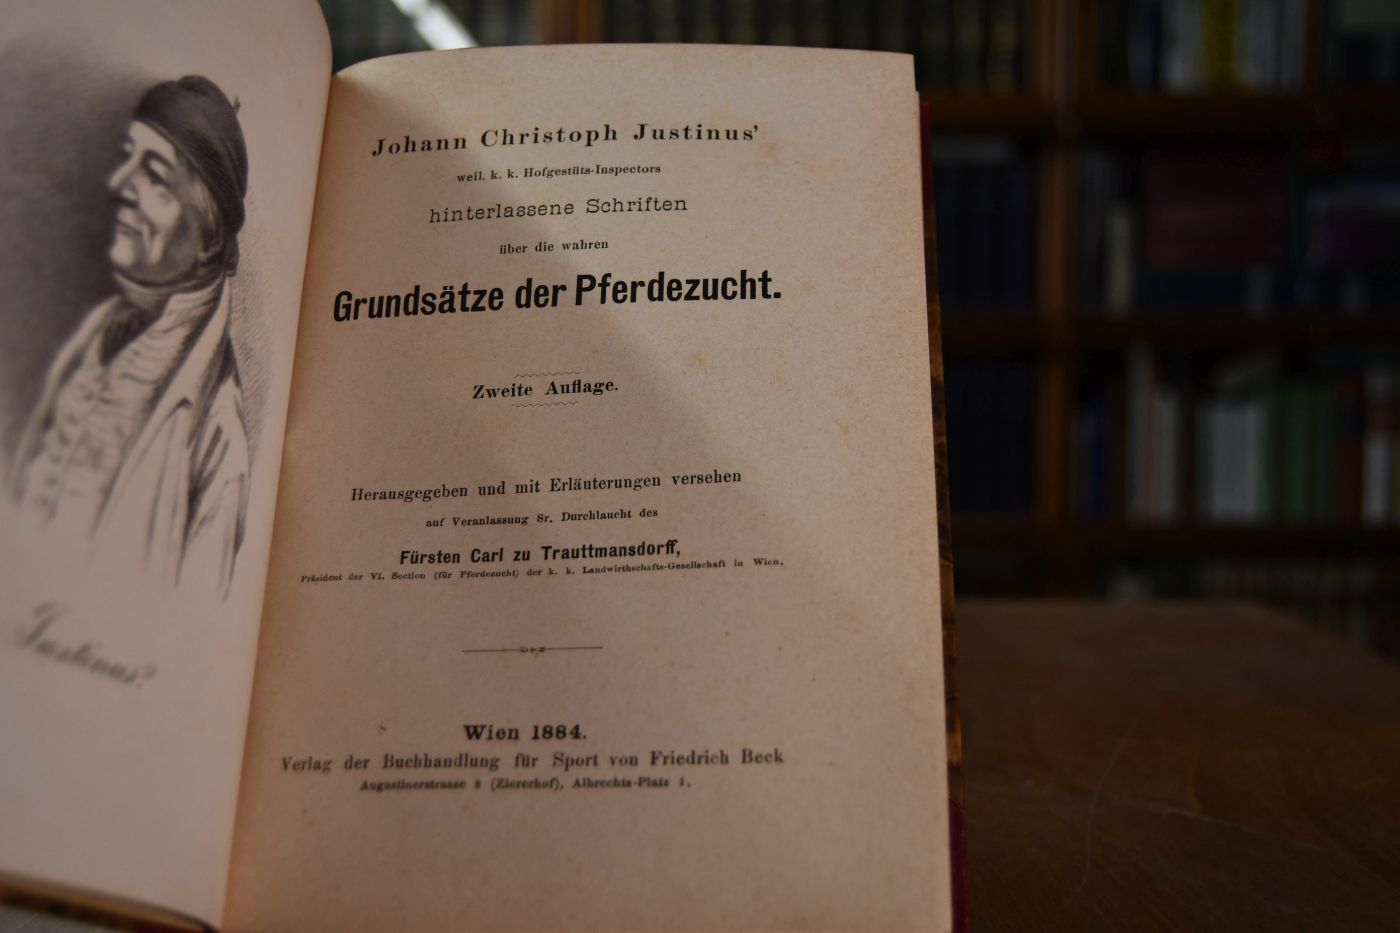 Johann Christoph Justinus'
weil. k. k. Hofgestüts-Inspectors
hinterlassene Schriften
über die wahren
Grundsätze der Pferdezucht.
Zweite Auflage.
Herausgegeben und mit Erläuterungen versehen
auf Veranlassung Sr. Durchlaucht des
Fürsten Carl zu Trauttmansdorff,
Präsident der VI. Section (für Pferdezucht) der k. k. Landwirthschafts-Gesellschaft in Wien.
Wien 1884.
Verlag der Buchhandlung für Sport von Friedrich Beck
Augustinerstrasse 8 (Ziererhof), Albrechts-Platz 1.
Justinus